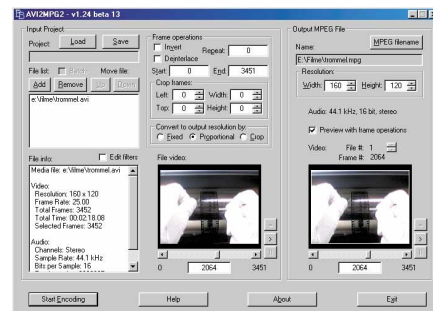 AVI2MPG2 - v1.24 beta 13
Input Project
Project:
Load
Save
File list:
Batch
Move file:
Add
Remove
Up
Down
e:\filme\trommel.avi
File info:
Edit filters
Media file: e:\filme\trommel.avi
Video:
Resolution: 160 x 120
Frame Rate: 25.00
Total Frames: 3452
Total Time: 00:02:18.08
Selected Frames: 3452
Audio:
Channels: Stereo
Sample Rate: 44.1 kHz
Bits per Sample: 16
Frame operations
Invert
Repeat: 0
Deinterlace
Start: 0 End: 3451
Crop frames:
Left: 0 Width: 0
Top: 0 Height: 0
Convert to output resolution by:
Fixed Proportional Crop
File video:
0 2064 3451
Output MPEG File
Name:
MPEG filename
E:\Filme\trommel.mpg
Resolution:
Width: 160 Height: 120
Audio: 44.1 kHz, 16 bit, stereo
Preview with frame operations
Video: File #: 1
Frame #: 2064
0 2064 3451
Start Encoding
Help
About
Exit